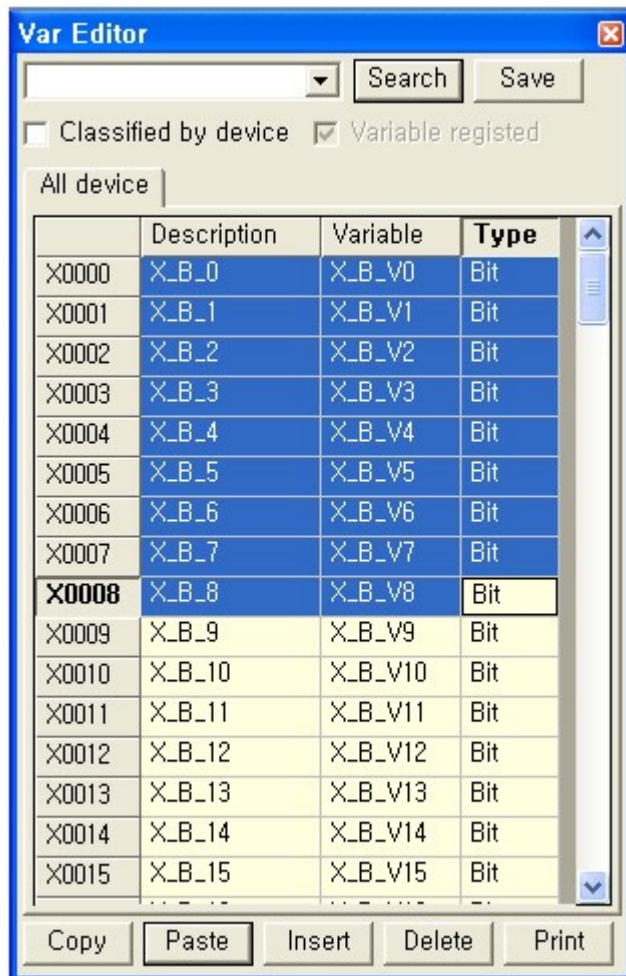 Var Editor
Search Save
Classified by device Variable registed
All device
Description Variable Type
X0000 X_B_0 X_B_V0 Bit
X0001 X_B_1 X_B_V1 Bit
X0002 X_B_2 X_B_V2 Bit
X0003 X_B_3 X_B_V3 Bit
X0004 X_B_4 X_B_V4 Bit
X0005 X_B_5 X_B_V5 Bit
X0006 X_B_6 X_B_V6 Bit
X0007 X_B_7 X_B_V7 Bit
X0008 X_B_8 X_B_V8 Bit
X0009 X_B_9 X_B_V9 Bit
X0010 X_B_10 X_B_V10 Bit
X0011 X_B_11 X_B_V11 Bit
X0012 X_B_12 X_B_V12 Bit
X0013 X_B_13 X_B_V13 Bit
X0014 X_B_14 X_B_V14 Bit
X0015 X_B_15 X_B_V15 Bit
Copy Paste Insert Delete Print